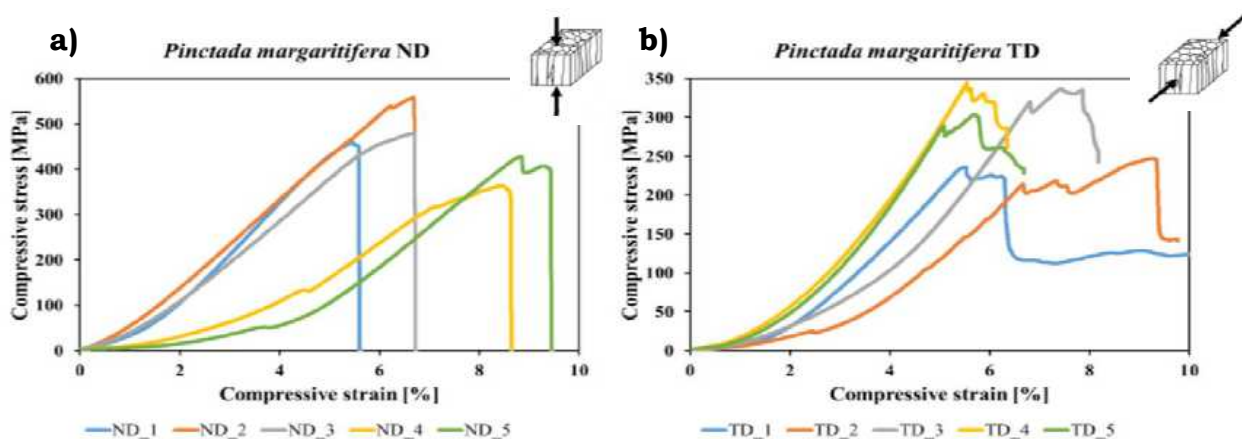 a)
Pinctada margaritifera ND
Compressive stress [MPa]
600
500
400
300
200
100
0
0 2 4 6 8 10
Compressive strain [%]
ND_1 ND_2 ND_3 ND_4 ND_5
b)
Pinctada margaritifera TD
Compressive stress [MPa]
350
300
250
200
150
100
50
0
0 2 4 6 8 10
Compressive strain [%]
TD_1 TD_2 TD_3 TD_4 TD_5